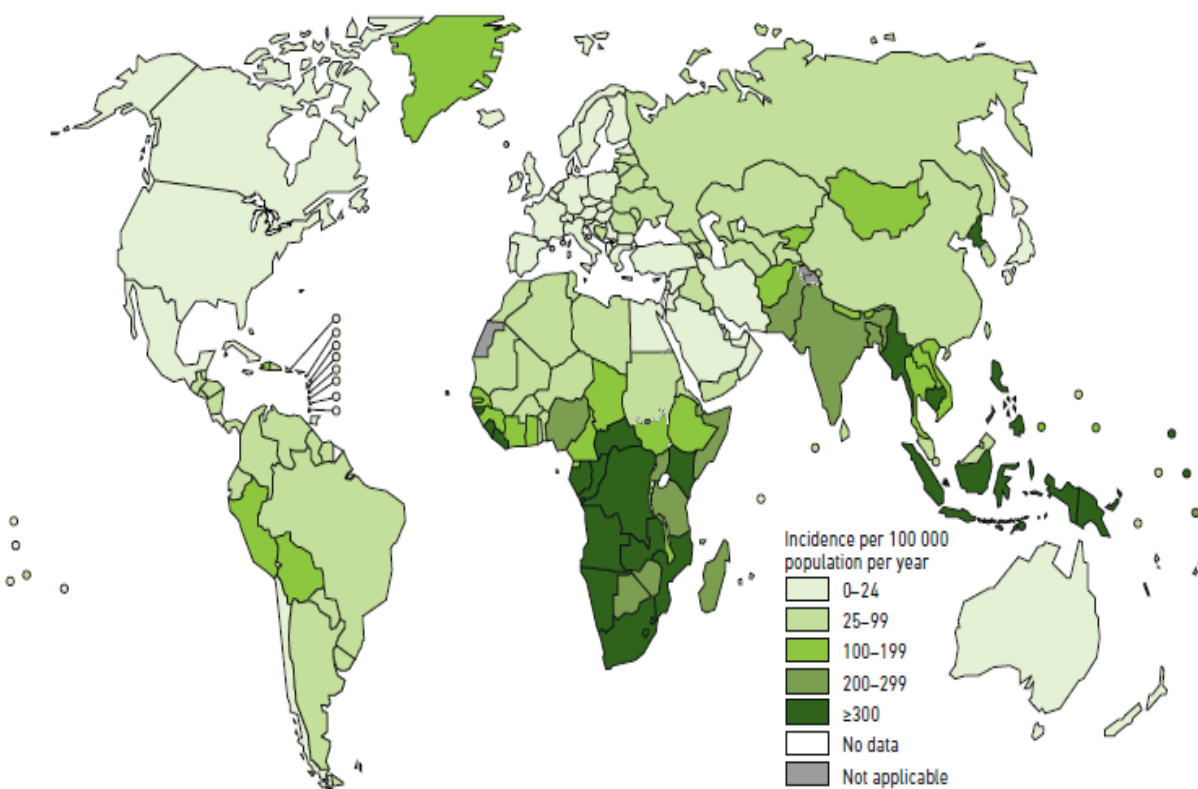 Incidence per 100 000
population per year
0–24
25–99
100–199
200–299
≥300
No data
Not applicable